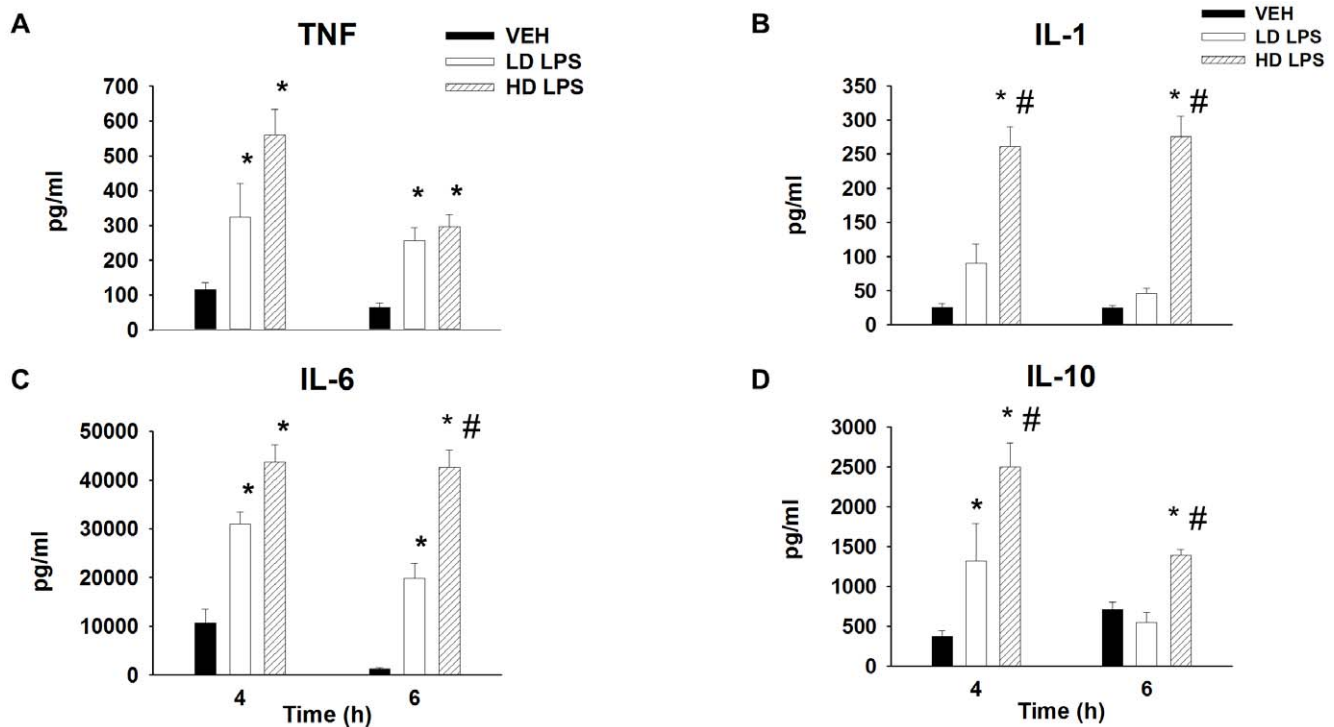 A
TNF
VEH
LD LPS
HD LPS
700
600
500
400
300
200
100
0
pg/ml
*
*
*
*
B
IL-1
VEH
LD LPS
HD LPS
350
300
250
200
150
100
50
0
pg/ml
* #
* #
C
IL-6
50000
40000
30000
20000
10000
0
pg/ml
*
*
*
* #
4
6
Time (h)
D
IL-10
3000
2500
2000
1500
1000
500
0
pg/ml
*
* #
* #
4
6
Time (h)